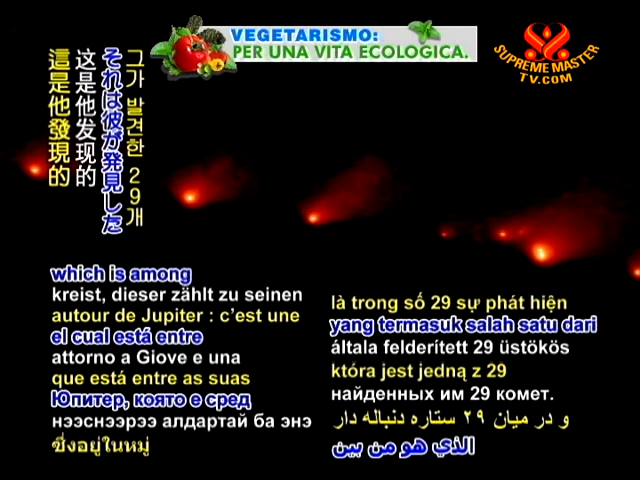 VEGETARISMO:
PER UNA VITA ECOLOGICA.
SUPREME MASTER
TV.COM
그가 발견한 29개
それは彼が発見した
这是他发现的
這是他發現的
which is among
kreist, dieser zählt zu seinen
autour de Jupiter : c’est une
el cual está entre
attorno a Giove e una
que está entre as suas
Юпитер, която е сред
нээснээрээ алдартай ба энэ
ซึ่งอยู่ในหมู่
là trong số 29 sự phát hiện
yang termasuk salah satu dari
általa felderített 29 üstökös
która jest jedną z 29
найденных им 29 комет.
و در میان ۲۹ ستاره دنباله دار
الذي هو من بين